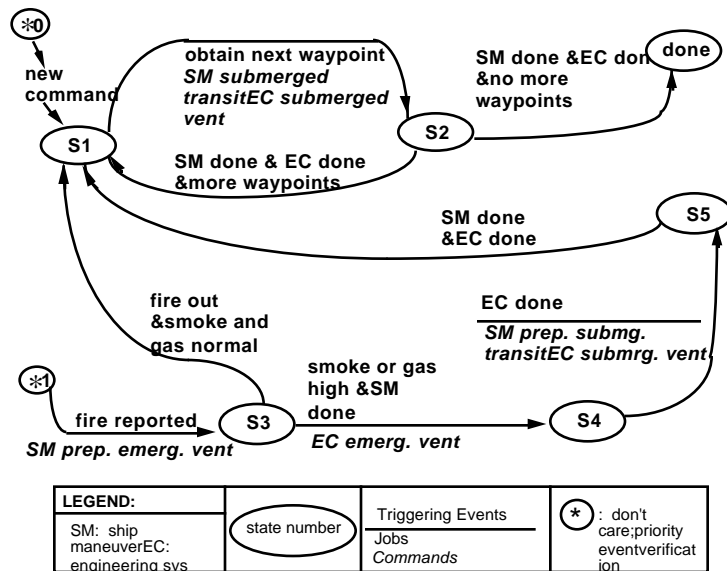 *0
new
command
S1
obtain next waypoint
SM submerged
transitEC submerged
vent
SM done & EC done
&more waypoints
S2
SM done &EC don
&no more
waypoints
done
SM done
&EC done
S5
fire out
&smoke and
gas normal
EC done
SM prep. submg.
transitEC submrg. vent
*1
fire reported
SM prep. emerg. vent
S3
smoke or gas
high &SM
done
EC emerg. vent
S4
LEGEND:
SM: ship
maneuverEC:
engineering sys
state number
Triggering Events
Jobs
Commands
* : don't
care;priority
eventverificat
ion